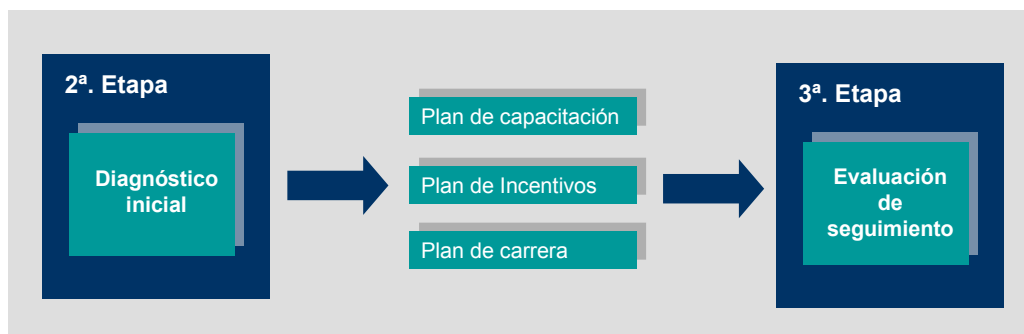 2ª. Etapa
Diagnóstico
inicial
Plan de capacitación
Plan de Incentivos
Plan de carrera
3ª. Etapa
Evaluación
de
seguimiento